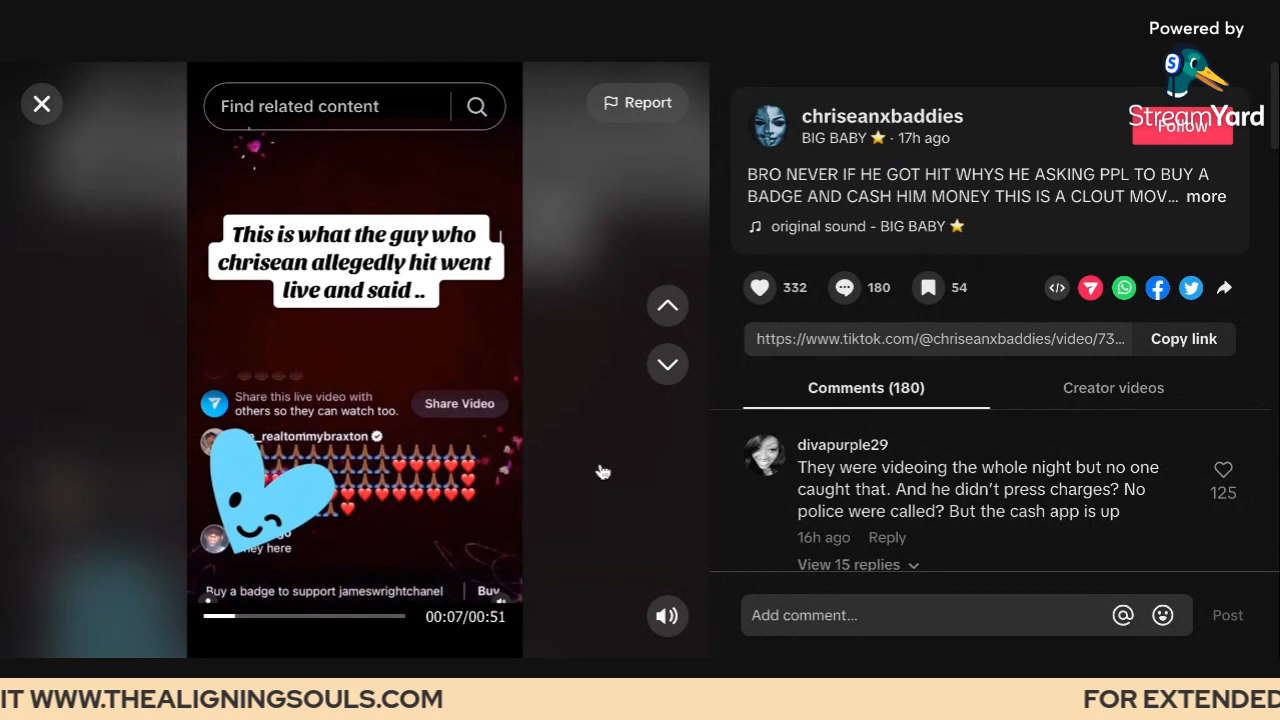 Powered by
StreamYard
Find related content
Report
This is what the guy who
chrisean allegedly hit went
live and said ..
Share this live video with
others so they can watch too.
Share Video
_realtommybraxton
hey here
Buy a badge to support jameswrightchanel
Buy
00:07/00:51
chriseanxbaddies
BIG BABY⭐ · 17h ago
Follow
BRO NEVER IF HE GOT HIT WHYS HE ASKING PPL TO BUY A
BADGE AND CASH HIM MONEY THIS IS A CLOUT MOV... more
original sound - BIG BABY⭐
332
180
54
https://www.tiktok.com/@chriseanxbaddies/video/73...
Copy link
Comments (180)
Creator videos
divapurple29
They were videoing the whole night but no one
caught that. And he didn't press charges? No
police were called? But the cash app is up
125
16h ago
Reply
View 15 replies
Add comment...
Post
IT WWW.THEALIGNINGSOULS.COM
FOR EXTENDED